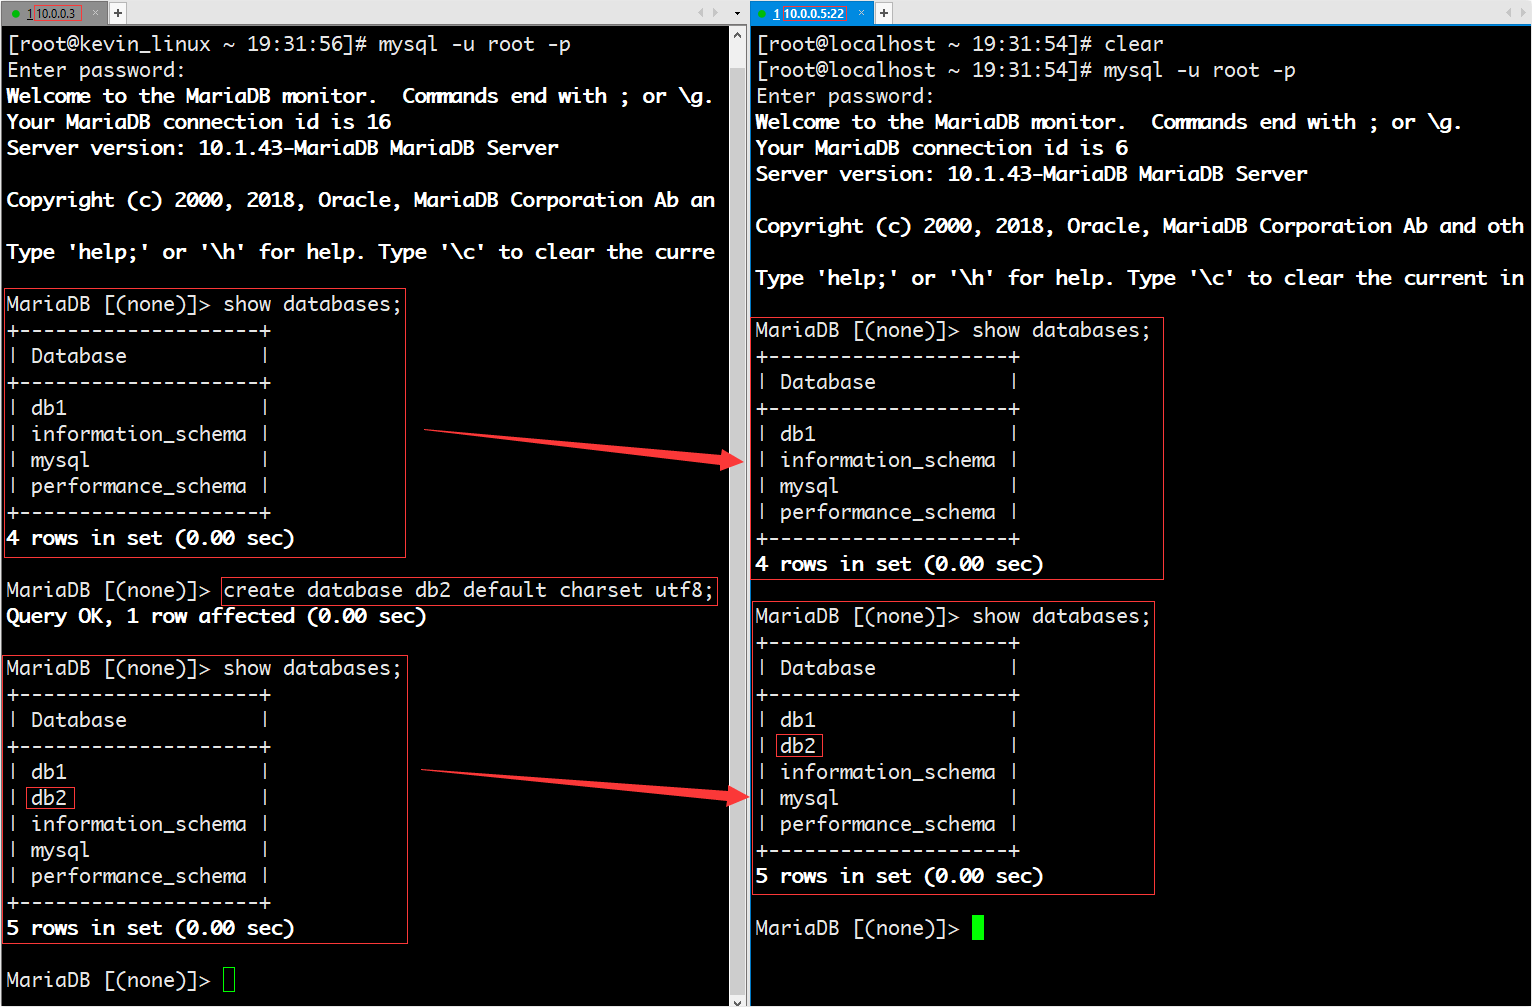 1 10.0.0.3 × +
[root@kevin_linux ~ 19:31:56]# mysql -u root -p
Enter password:
Welcome to the MariaDB monitor.  Commands end with ; or \g.
Your MariaDB connection id is 16
Server version: 10.1.43-MariaDB MariaDB Server
Copyright (c) 2000, 2018, Oracle, MariaDB Corporation Ab an
Type 'help;' or '\h' for help. Type '\c' to clear the curre
MariaDB [(none)]> show databases;
+--------------------+
| Database           |
+--------------------+
| db1                |
| information_schema |
| mysql              |
| performance_schema |
+--------------------+
4 rows in set (0.00 sec)
MariaDB [(none)]> create database db2 default charset utf8;
Query OK, 1 row affected (0.00 sec)
MariaDB [(none)]> show databases;
+--------------------+
| Database           |
+--------------------+
| db1                |
| db2                |
| information_schema |
| mysql              |
| performance_schema |
+--------------------+
5 rows in set (0.00 sec)
MariaDB [(none)]>
1 10.0.0.5:22 × +
[root@localhost ~ 19:31:54]# clear
[root@localhost ~ 19:31:54]# mysql -u root -p
Enter password:
Welcome to the MariaDB monitor.  Commands end with ; or \g.
Your MariaDB connection id is 6
Server version: 10.1.43-MariaDB MariaDB Server
Copyright (c) 2000, 2018, Oracle, MariaDB Corporation Ab and oth
Type 'help;' or '\h' for help. Type '\c' to clear the current in
MariaDB [(none)]> show databases;
+--------------------+
| Database           |
+--------------------+
| db1                |
| information_schema |
| mysql              |
| performance_schema |
+--------------------+
4 rows in set (0.00 sec)
MariaDB [(none)]> show databases;
+--------------------+
| Database           |
+--------------------+
| db1                |
| db2                |
| information_schema |
| mysql              |
| performance_schema |
+--------------------+
5 rows in set (0.00 sec)
MariaDB [(none)]>